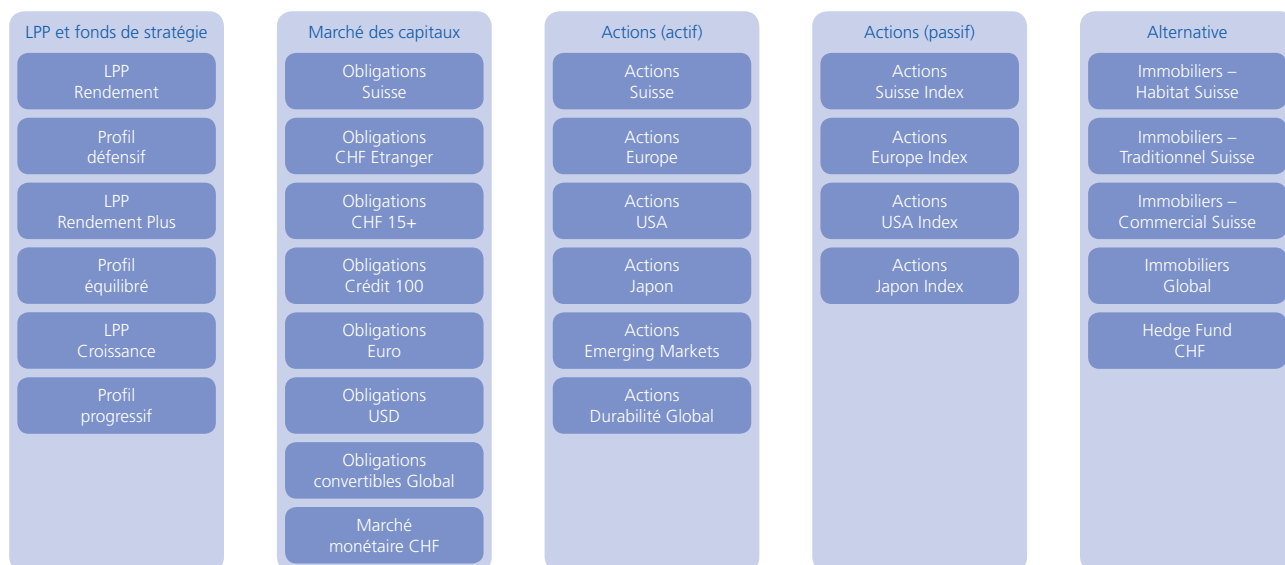 LPP et fonds de stratégie
LPP
Rendement
Profil
défensif
LPP
Rendement Plus
Profil
équilibré
LPP
Croissance
Profil
progressif
Marché des capitaux
Obligations
Suisse
Obligations
CHF Etranger
Obligations
CHF 15+
Obligations
Crédit 100
Obligations
Euro
Obligations
USD
Obligations
convertibles Global
Marché
monétaire CHF
Actions (actif)
Actions
Suisse
Actions
Europe
Actions
USA
Actions
Japon
Actions
Emerging Markets
Actions
Durabilité Global
Actions (passif)
Actions
Suisse Index
Actions
Europe Index
Actions
USA Index
Actions
Japon Index
Alternative
Immobiliers –
Habitat Suisse
Immobiliers –
Traditionnel Suisse
Immobiliers –
Commercial Suisse
Immobiliers
Global
Hedge Fund
CHF